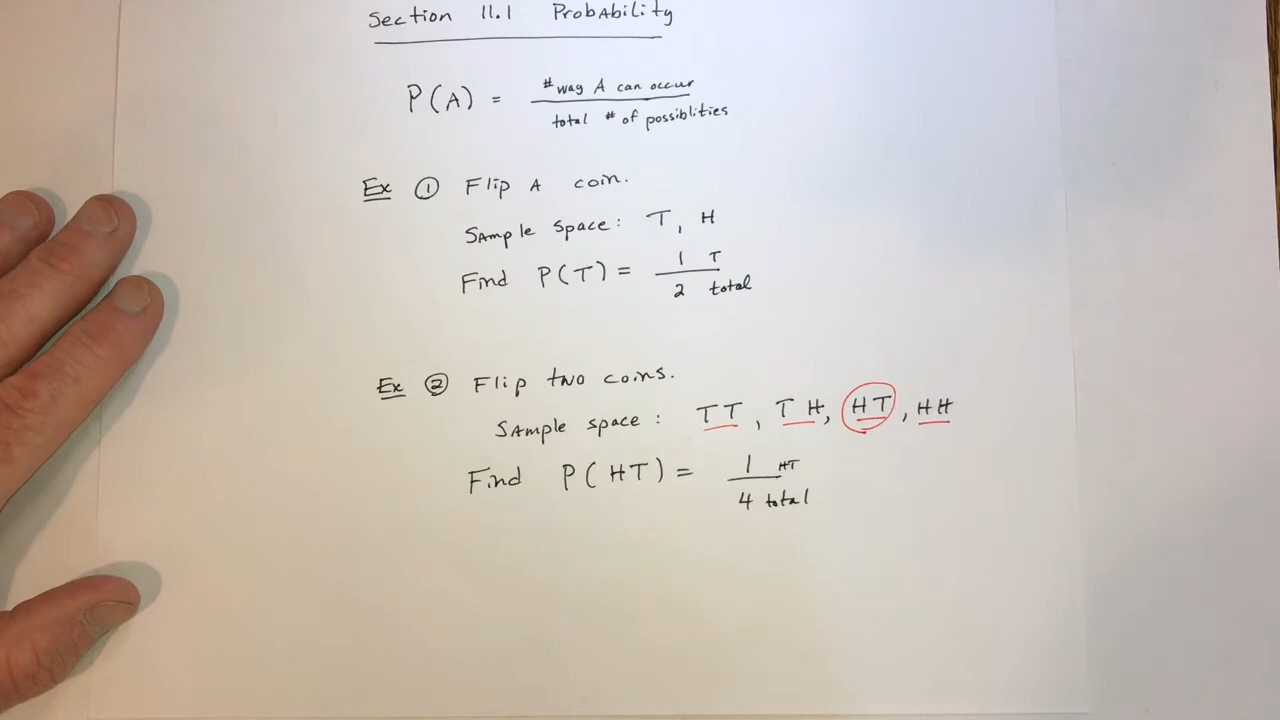 Section 11.1 Probability
P(A) = # way A can occur / total # of possiblities
Ex ① Flip A coin.
Sample space: T, H
Find P(T) = 1 T / 2 total
Ex ② Flip two coins.
Sample space: TT, TH, HT, HH
Find P(HT) = 1 HT / 4 total